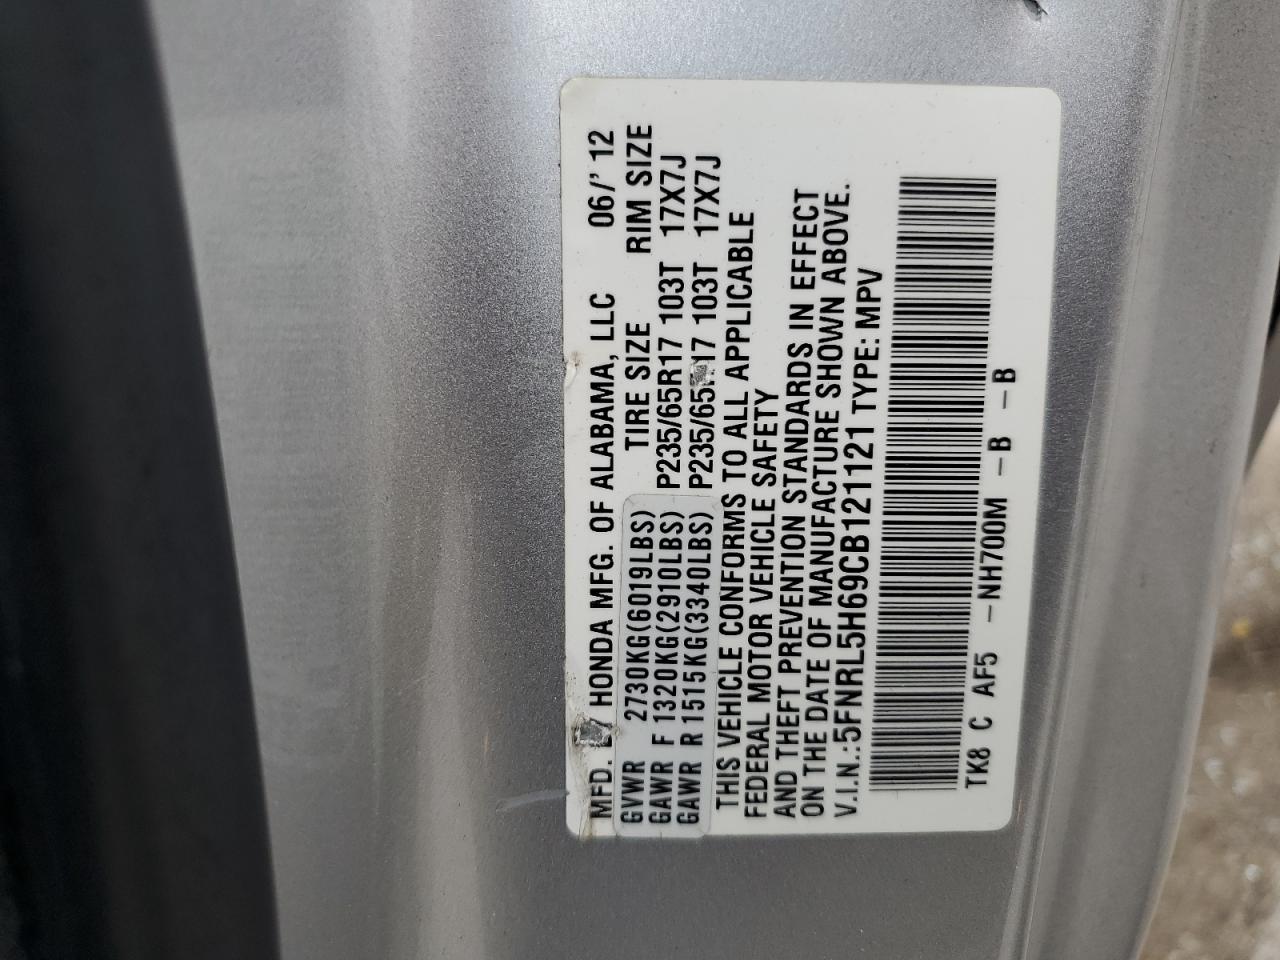 MFD. BY HONDA MFG. OF ALABAMA, LLC 06/'12
GVWR 2730KG(6019LBS) TIRE SIZE RIM SIZE
GAWR F 1320KG(2910LBS) P235/65R17 103T 17X7J
GAWR R 1515KG(3340LBS) P235/65R17 103T 17X7J
THIS VEHICLE CONFORMS TO ALL APPLICABLE
FEDERAL MOTOR VEHICLE SAFETY
AND THEFT PREVENTION STANDARDS IN EFFECT
ON THE DATE OF MANUFACTURE SHOWN ABOVE.
V.I.N.:5FNRL5H69CB121121 TYPE: MPV
TK8 C AF5 -NH700M -B -B